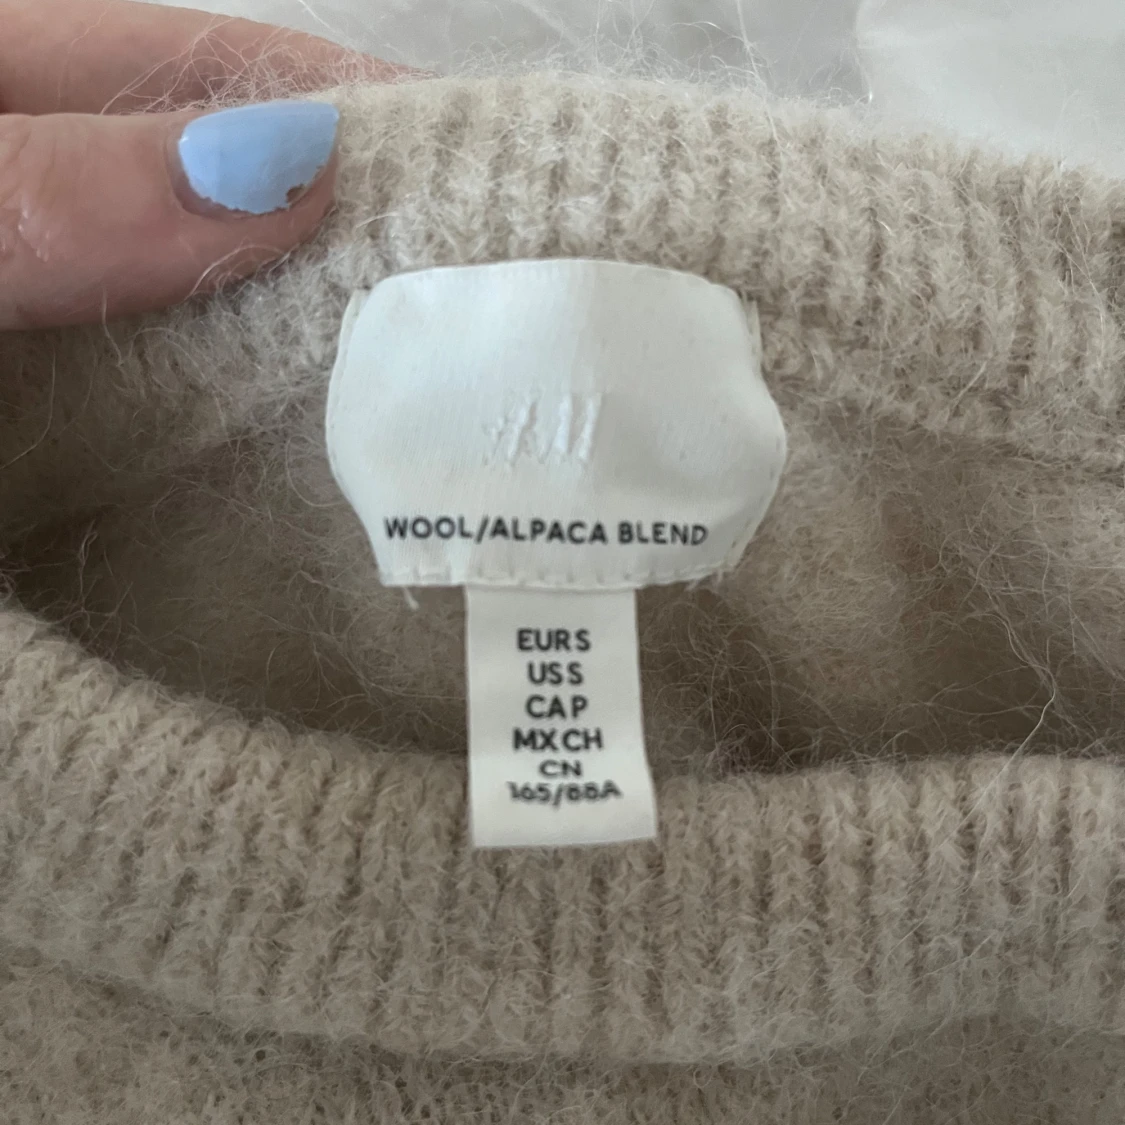 H&M
WOOL/ALPACA BLEND
EUR S
US S
CA P
MX CH
CN
165/88A